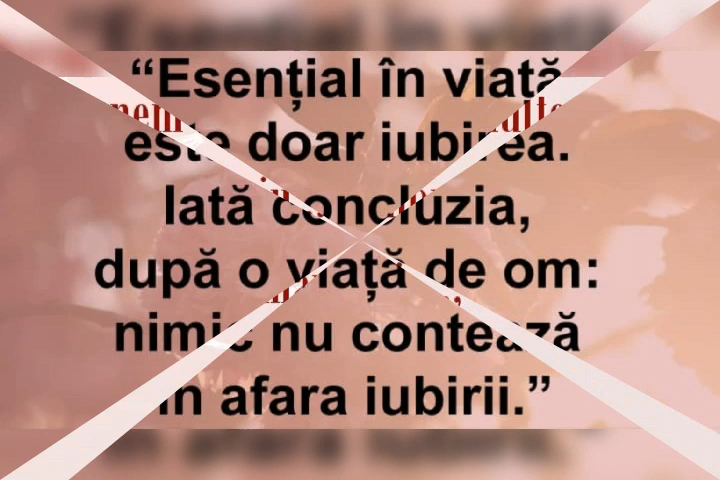 “Esențial în viață
este doar iubirea.
Iată concluzia,
după o viață de om:
nimic nu contează
în afara iubirii.”